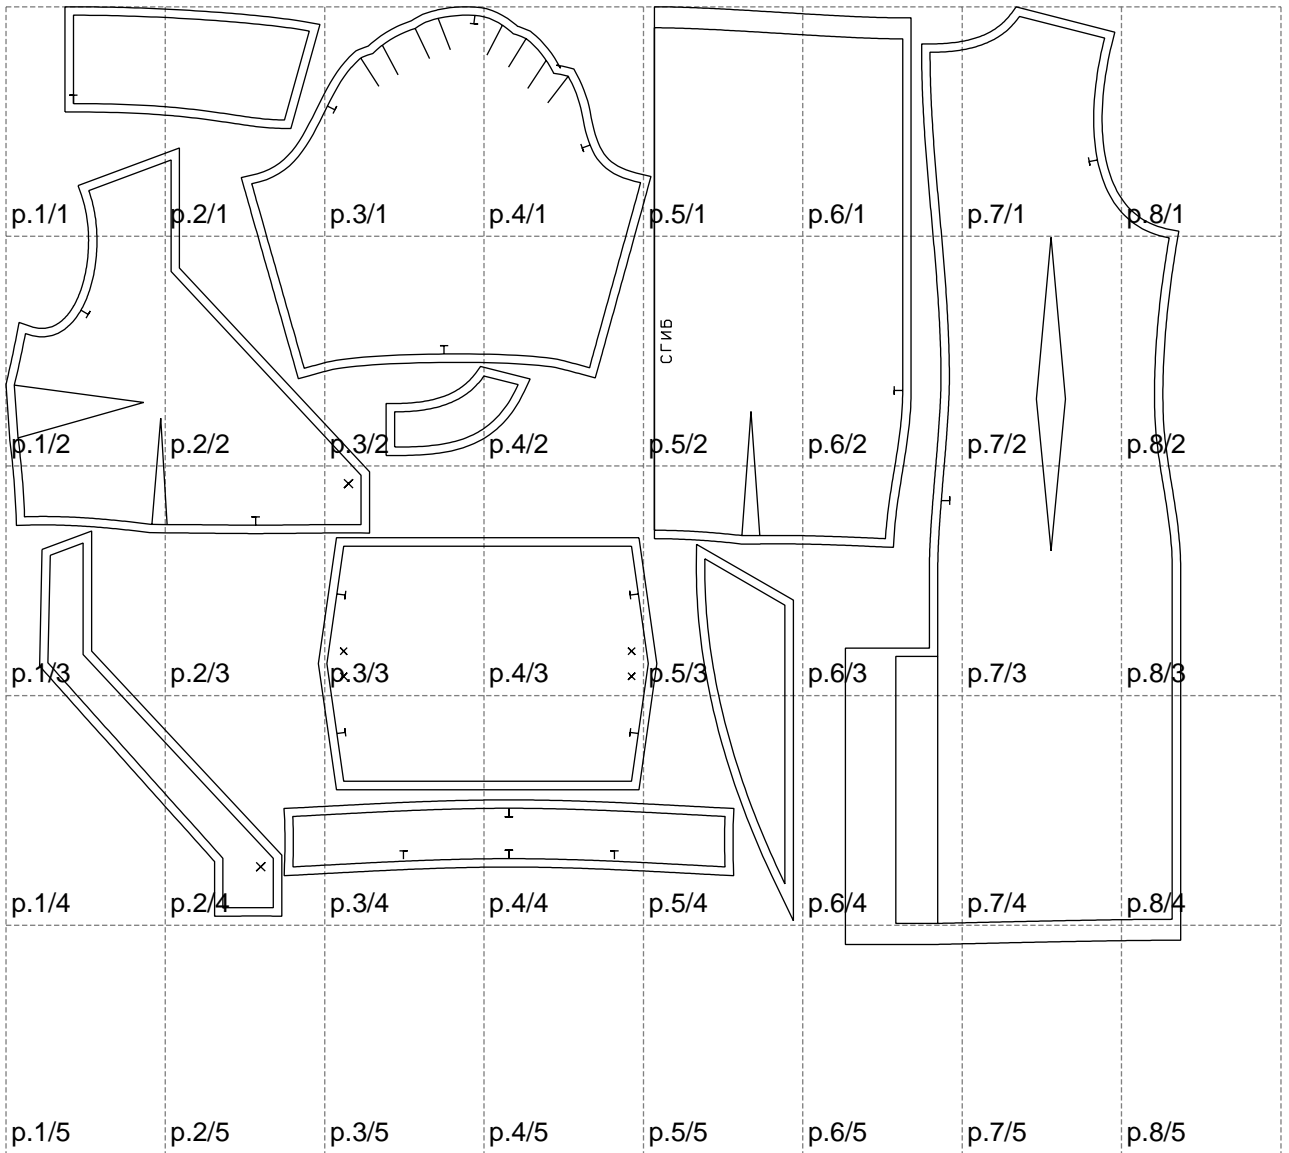 p.1/1 p.2/1 p.3/1 p.4/1 p.5/1 p.6/1 p.7/1 p.8/1
СГИБ
p.1/2 p.2/2 p.3/2 p.4/2 p.5/2 p.6/2 p.7/2 p.8/2
p.1/3 p.2/3 p.3/3 p.4/3 p.5/3 p.6/3 p.7/3 p.8/3
p.1/4 p.2/4 p.3/4 p.4/4 p.5/4 p.6/4 p.7/4 p.8/4
p.1/5 p.2/5 p.3/5 p.4/5 p.5/5 p.6/5 p.7/5 p.8/5